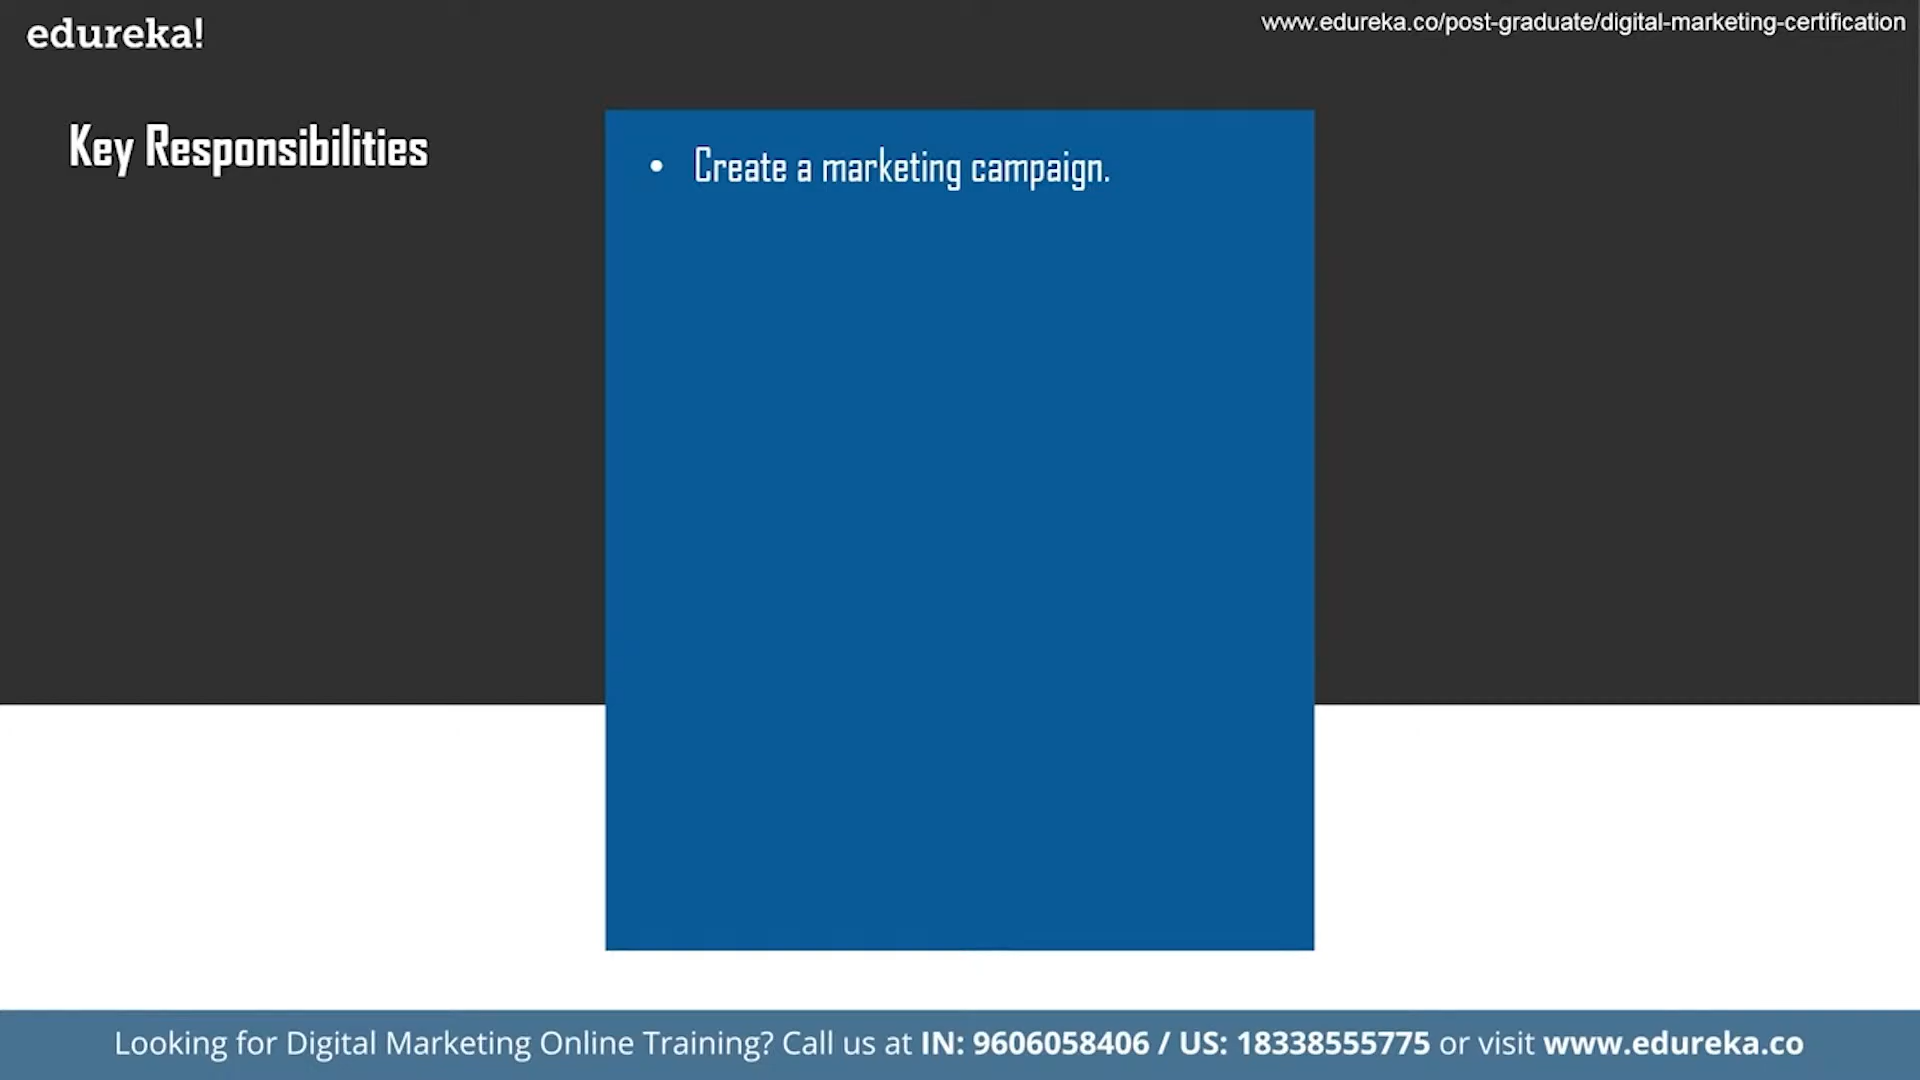 edureka!
www.edureka.co/post-graduate/digital-marketing-certification
Key Responsibilities
• Create a marketing campaign.
Looking for Digital Marketing Online Training? Call us at IN: 9606058406 / US: 18338555775 or visit www.edureka.co